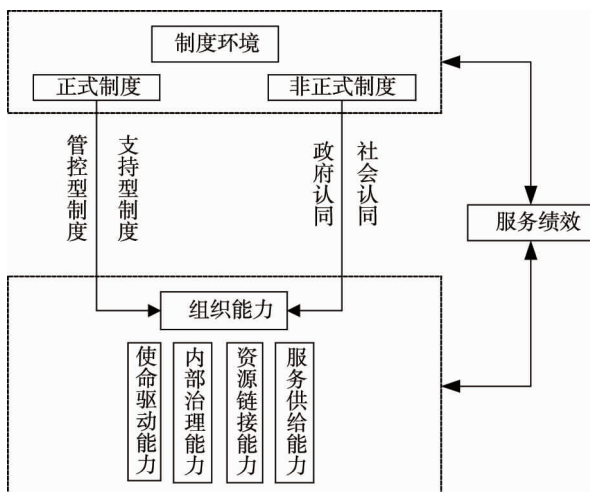 制度环境
正式制度
非正式制度
管控型制度
支持型制度
政府认同
社会认同
服务绩效
组织能力
使命驱动能力
内部治理能力
资源链接能力
服务供给能力